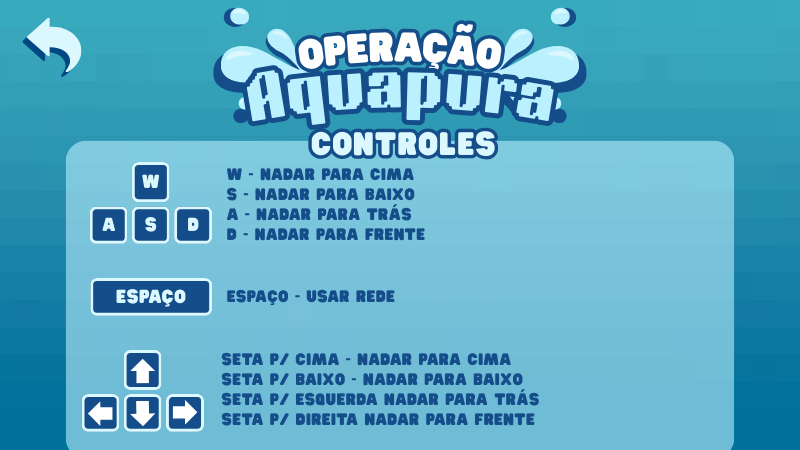 OPERAÇÃO
Aquapura
CONTROLES
W
W - NADAR PARA CIMA
S - NADAR PARA BAIXO
A S D
A - NADAR PARA TRÁS
D - NADAR PARA FRENTE
ESPAÇO
ESPAÇO - USAR REDE
SETA P/ CIMA - NADAR PARA CIMA
SETA P/ BAIXO - NADAR PARA BAIXO
SETA P/ ESQUERDA NADAR PARA TRÁS
SETA P/ DIREITA NADAR PARA FRENTE